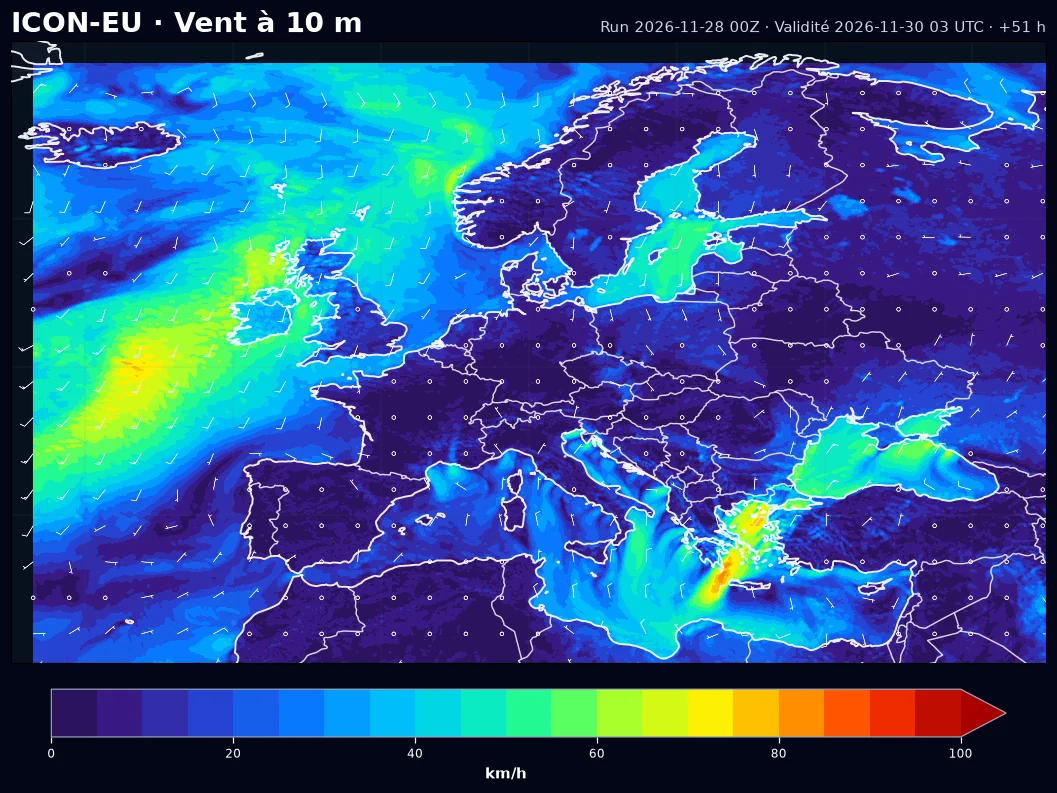 ICON-EU · Vent à 10 m
Run 2026-11-28 00Z · Validité 2026-11-30 03 UTC · +51 h
0 20 40 60 80 100
km/h